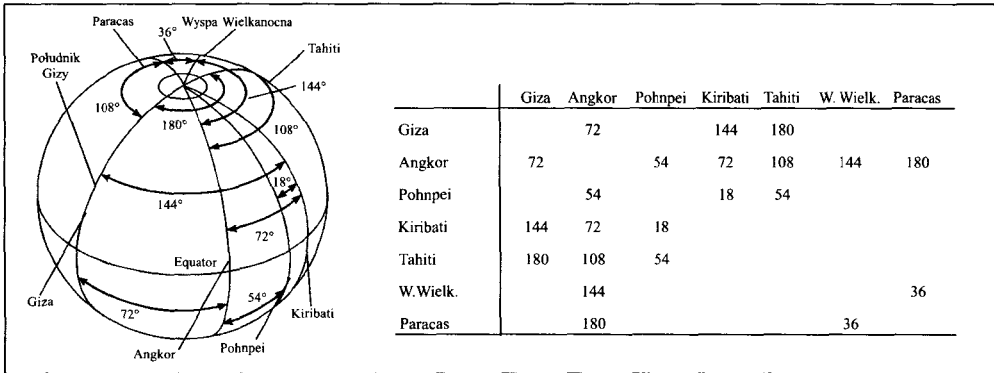 Paracas
Wyspa Wielkanocna
36°
Tahiti
Południk
Gizy
144°
108°
180°
108°
18°
144°
72°
Equator
54°
72°
Giza
Kiribati
Angkor
Pohnpei
Giza Angkor Pohnpei Kiribati Tahiti W. Wielk. Paracas
Giza 72 144 180
Angkor 72 54 72 108 144 180
Pohnpei 54 18 54
Kiribati 144 72 18
Tahiti 180 108 54
W.Wielk. 144 36
Paracas 180 36